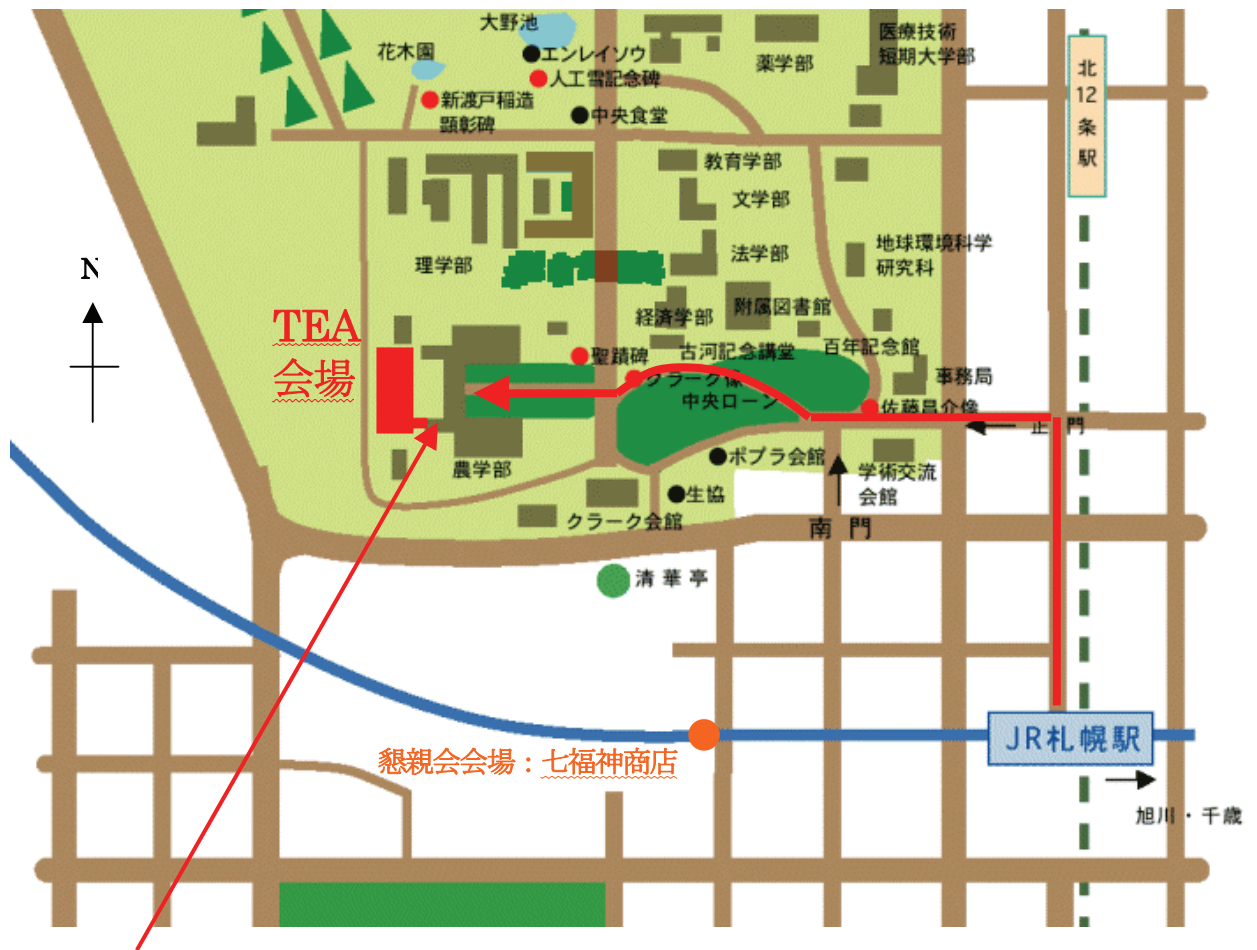 大野池
花木園
エンレイソウ
人工雪記念碑
新渡戸稲造
顕彰碑
中央食堂
薬学部
医療技術
短期大学部
北
12
条
駅
教育学部
文学部
法学部
地球環境科学
研究科
理学部
N
TEA
会場
経済学部
附属図書館
聖蹟碑
古河記念講堂
百年記念館
クラーク像
中央ローン
事務局
佐藤昌介像
正門
農学部
ポプラ会館
学術交流
会館
生協
クラーク会館
南門
清華亭
懇親会会場：七福神商店
JR札幌駅
旭川・千歳